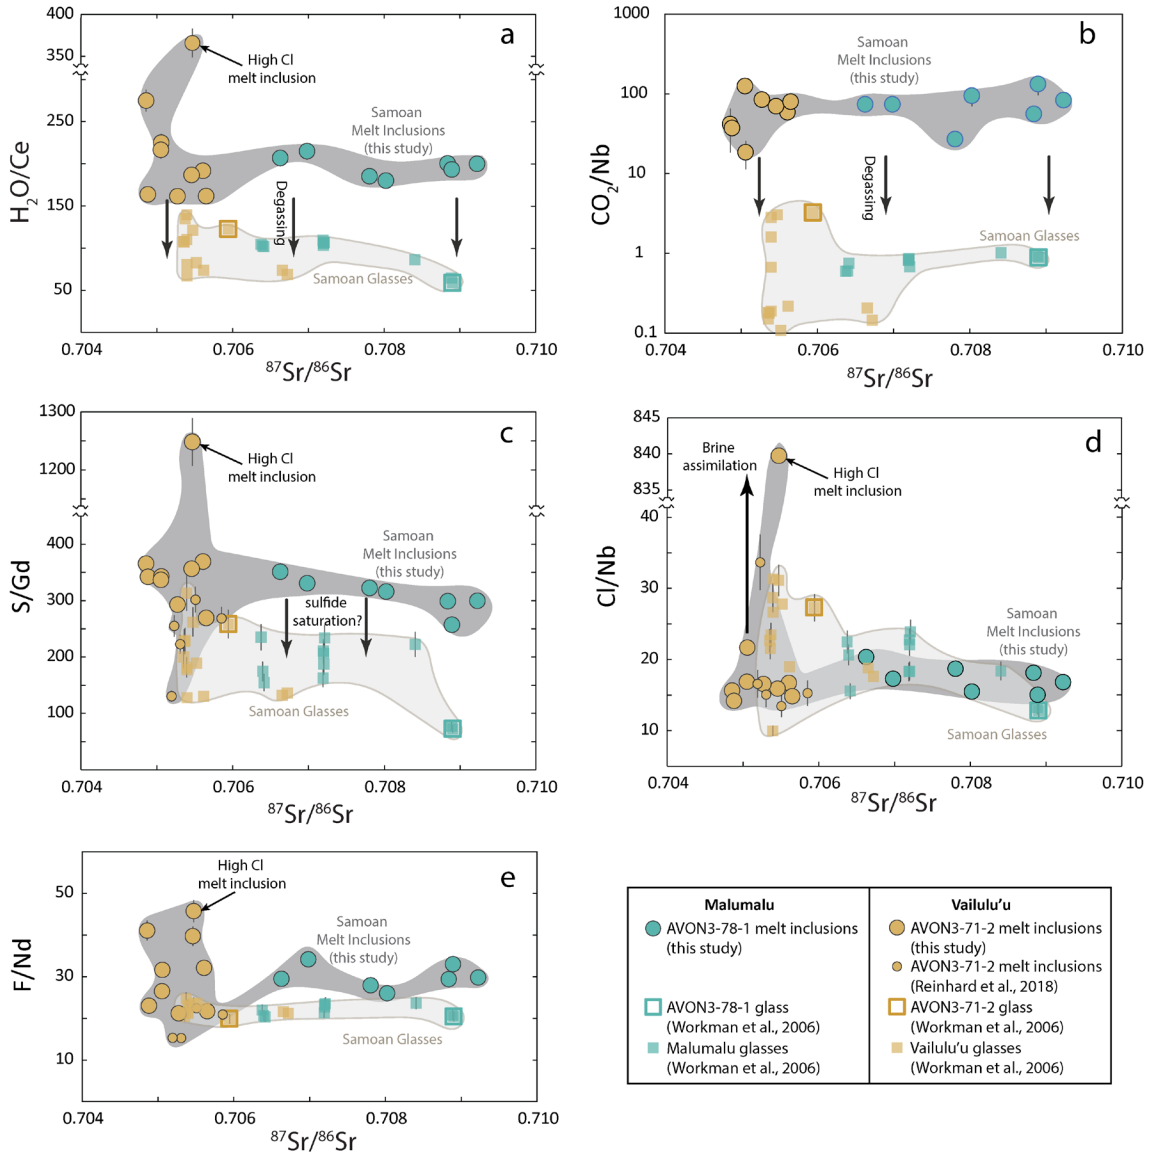 a
400
350
250
150
50
H2O/Ce
High Cl
melt inclusion
Samoan
Melt Inclusions
(this study)
Degassing
Samoan Glasses
0.704
0.706
0.708
0.710
87Sr/86Sr
b
1000
100
10
1
0.1
CO2/Nb
Samoan
Melt Inclusions
(this study)
Degassing
Samoan Glasses
0.704
0.706
0.708
0.710
87Sr/86Sr
c
1300
1200
400
300
200
100
S/Gd
High Cl
melt inclusion
Samoan
Melt Inclusions
(this study)
sulfide
saturation?
Samoan Glasses
0.704
0.706
0.708
0.710
87Sr/86Sr
d
845
840
835
40
30
20
10
Cl/Nb
Brine
assimilation
High Cl
melt inclusion
Samoan
Melt Inclusions
(this study)
Samoan Glasses
0.704
0.706
0.708
0.710
87Sr/86Sr
e
50
30
10
F/Nd
High Cl
melt inclusion
Samoan
Melt Inclusions
(this study)
Samoan Glasses
0.704
0.706
0.708
0.710
87Sr/86Sr
Malumalu
AVON3-78-1 melt inclusions
(this study)
AVON3-78-1 glass
(Workman et al., 2006)
Malumalu glasses
(Workman et al., 2006)
Vailulu’u
AVON3-71-2 melt inclusions
(this study)
AVON3-71-2 melt inclusions
(Reinhard et al., 2018)
AVON3-71-2 glass
(Workman et al., 2006)
Vailulu’u glasses
(Workman et al., 2006)